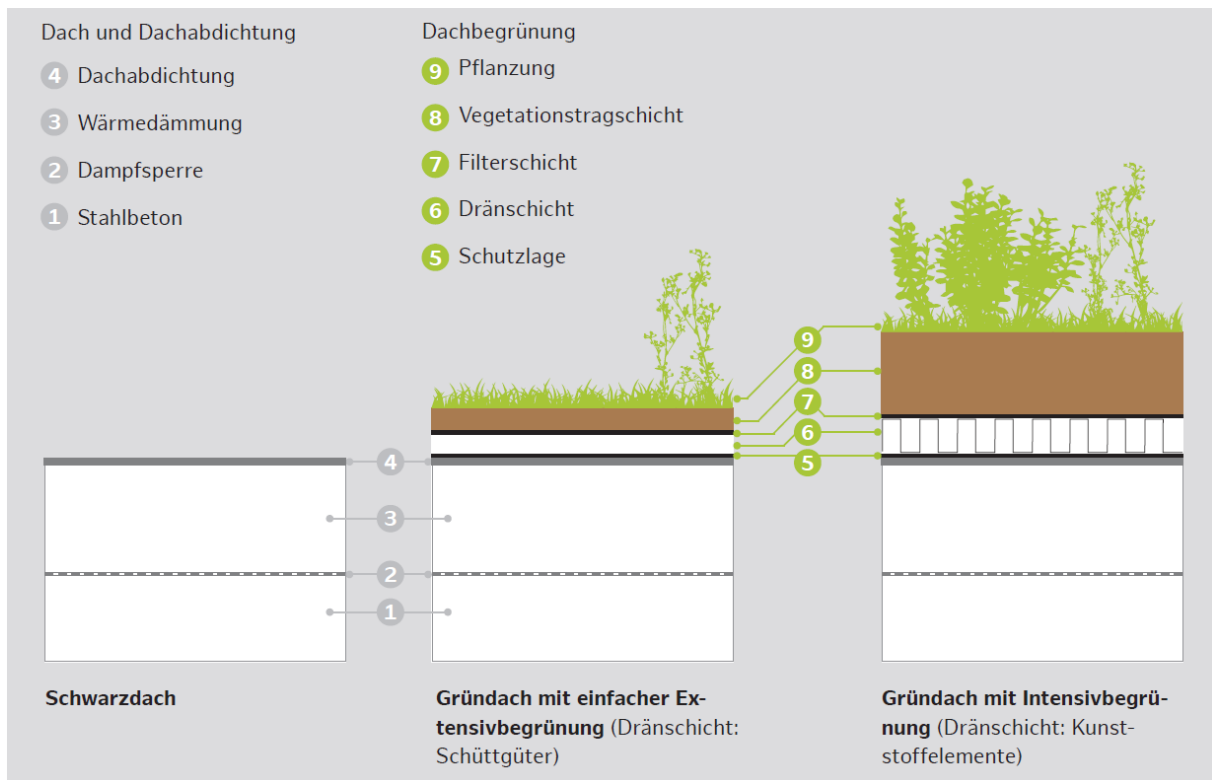 Dach und Dachabdichtung
4 Dachabdichtung
3 Wärmedämmung
2 Dampfsperre
1 Stahlbeton
Dachbegrünung
9 Pflanzung
8 Vegetationstragschicht
7 Filterschicht
6 Dränschicht
5 Schutzlage
9
8
7
6
5
4
3
2
1
Schwarzdach
Gründach mit einfacher Ex-
tensivbegrünung (Dränschicht:
Schüttgüter)
Gründach mit Intensivbegrü-
nung (Dränschicht: Kunst-
stoffelemente)